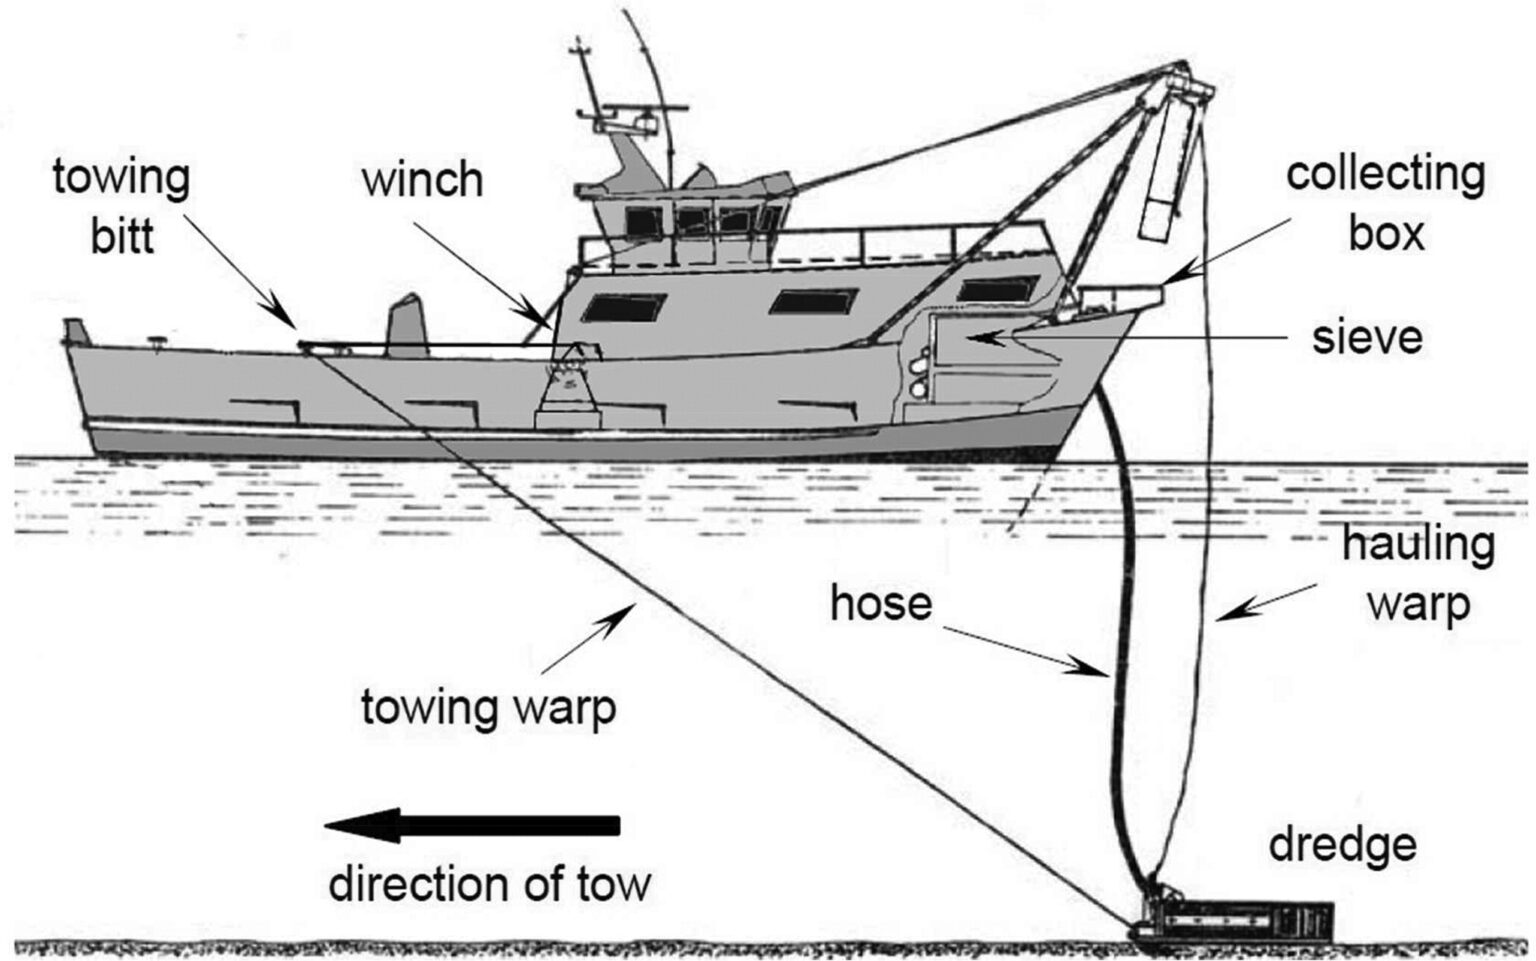 towing
bitt
winch
collecting
box
sieve
hauling
warp
hose
towing warp
dredge
direction of tow